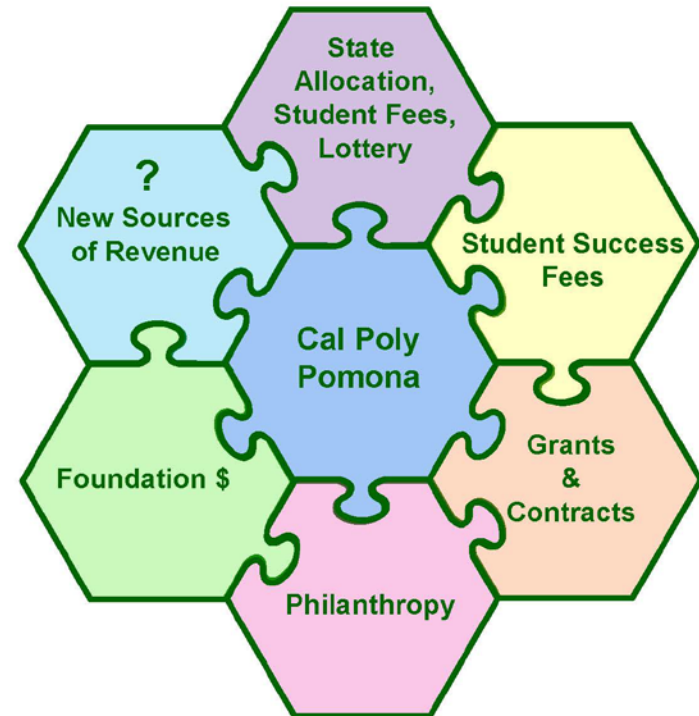 State
Allocation,
Student Fees,
Lottery
?
New Sources
of Revenue
Student Success
Fees
Cal Poly
Pomona
Foundation $
Grants
&
Contracts
Philanthropy